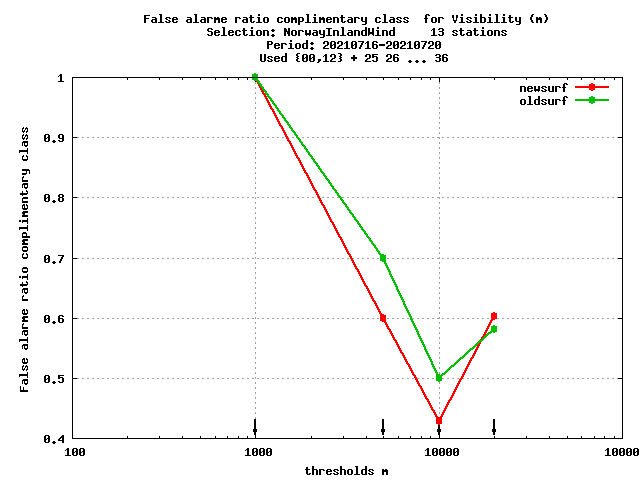 False alarme ratio complimentary class  for Visibility (m)
Selection: NorwayInlandWind     13 stations
Period: 20210716-20210720
Used {00,12} + 25 26 ... 36
newsurf
oldsurf
False alarme ratio complimentary class
1
0.9
0.8
0.7
0.6
0.5
0.4
100 1000 10000 10000
thresholds m